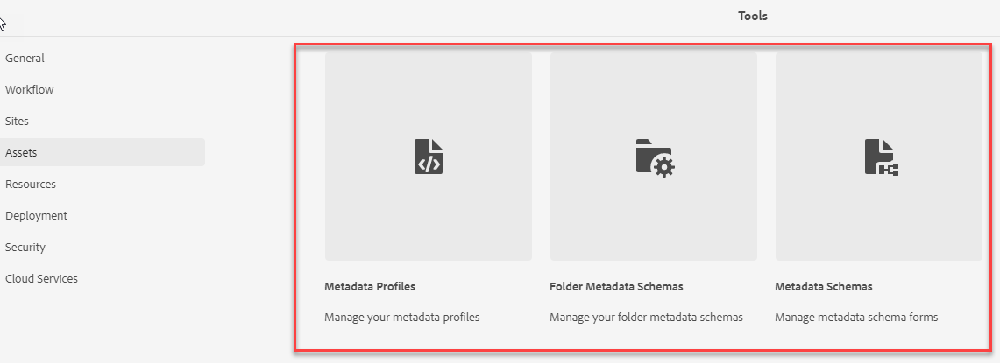 Tools
General
Workflow
Sites
Assets
Resources
Deployment
Security
Cloud Services
Metadata Profiles
Manage your metadata profiles
Folder Metadata Schemas
Manage your folder metadata schemas
Metadata Schemas
Manage metadata schema forms